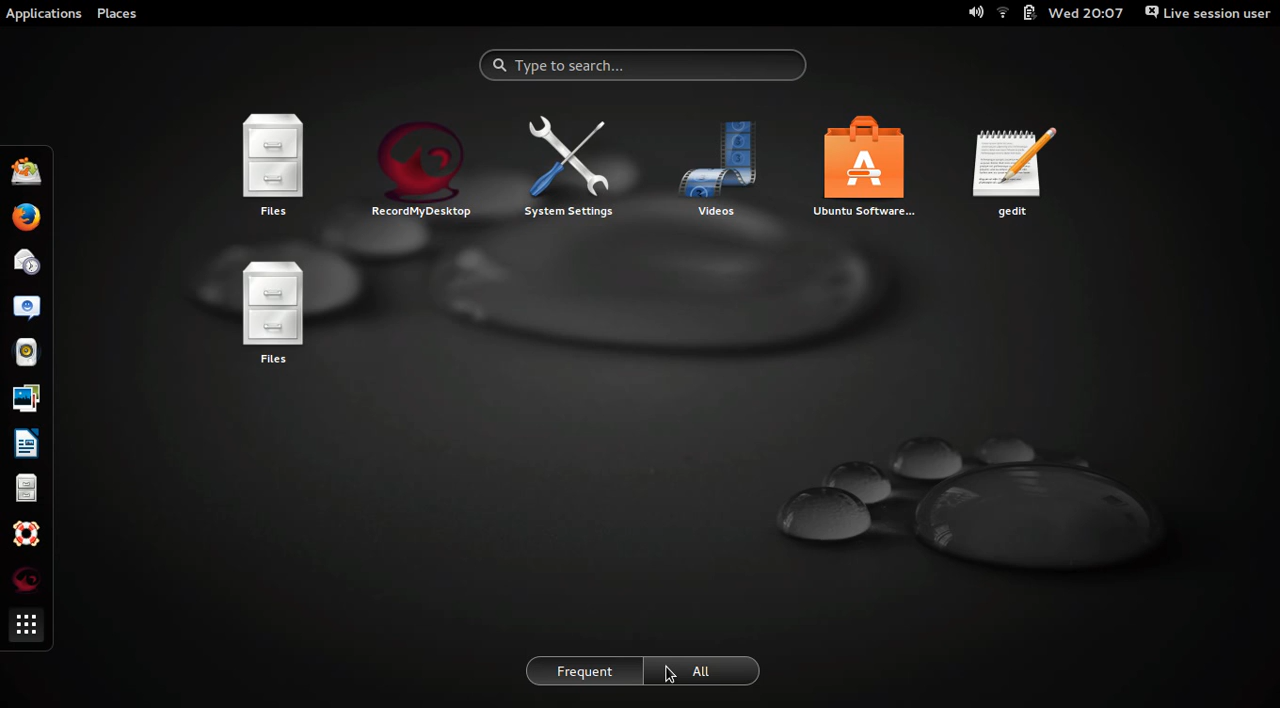 Applications Places Wed 20:07 Live session user
Type to search...
Files RecordMyDesktop System Settings Videos Ubuntu Software... gedit
Files
Frequent All